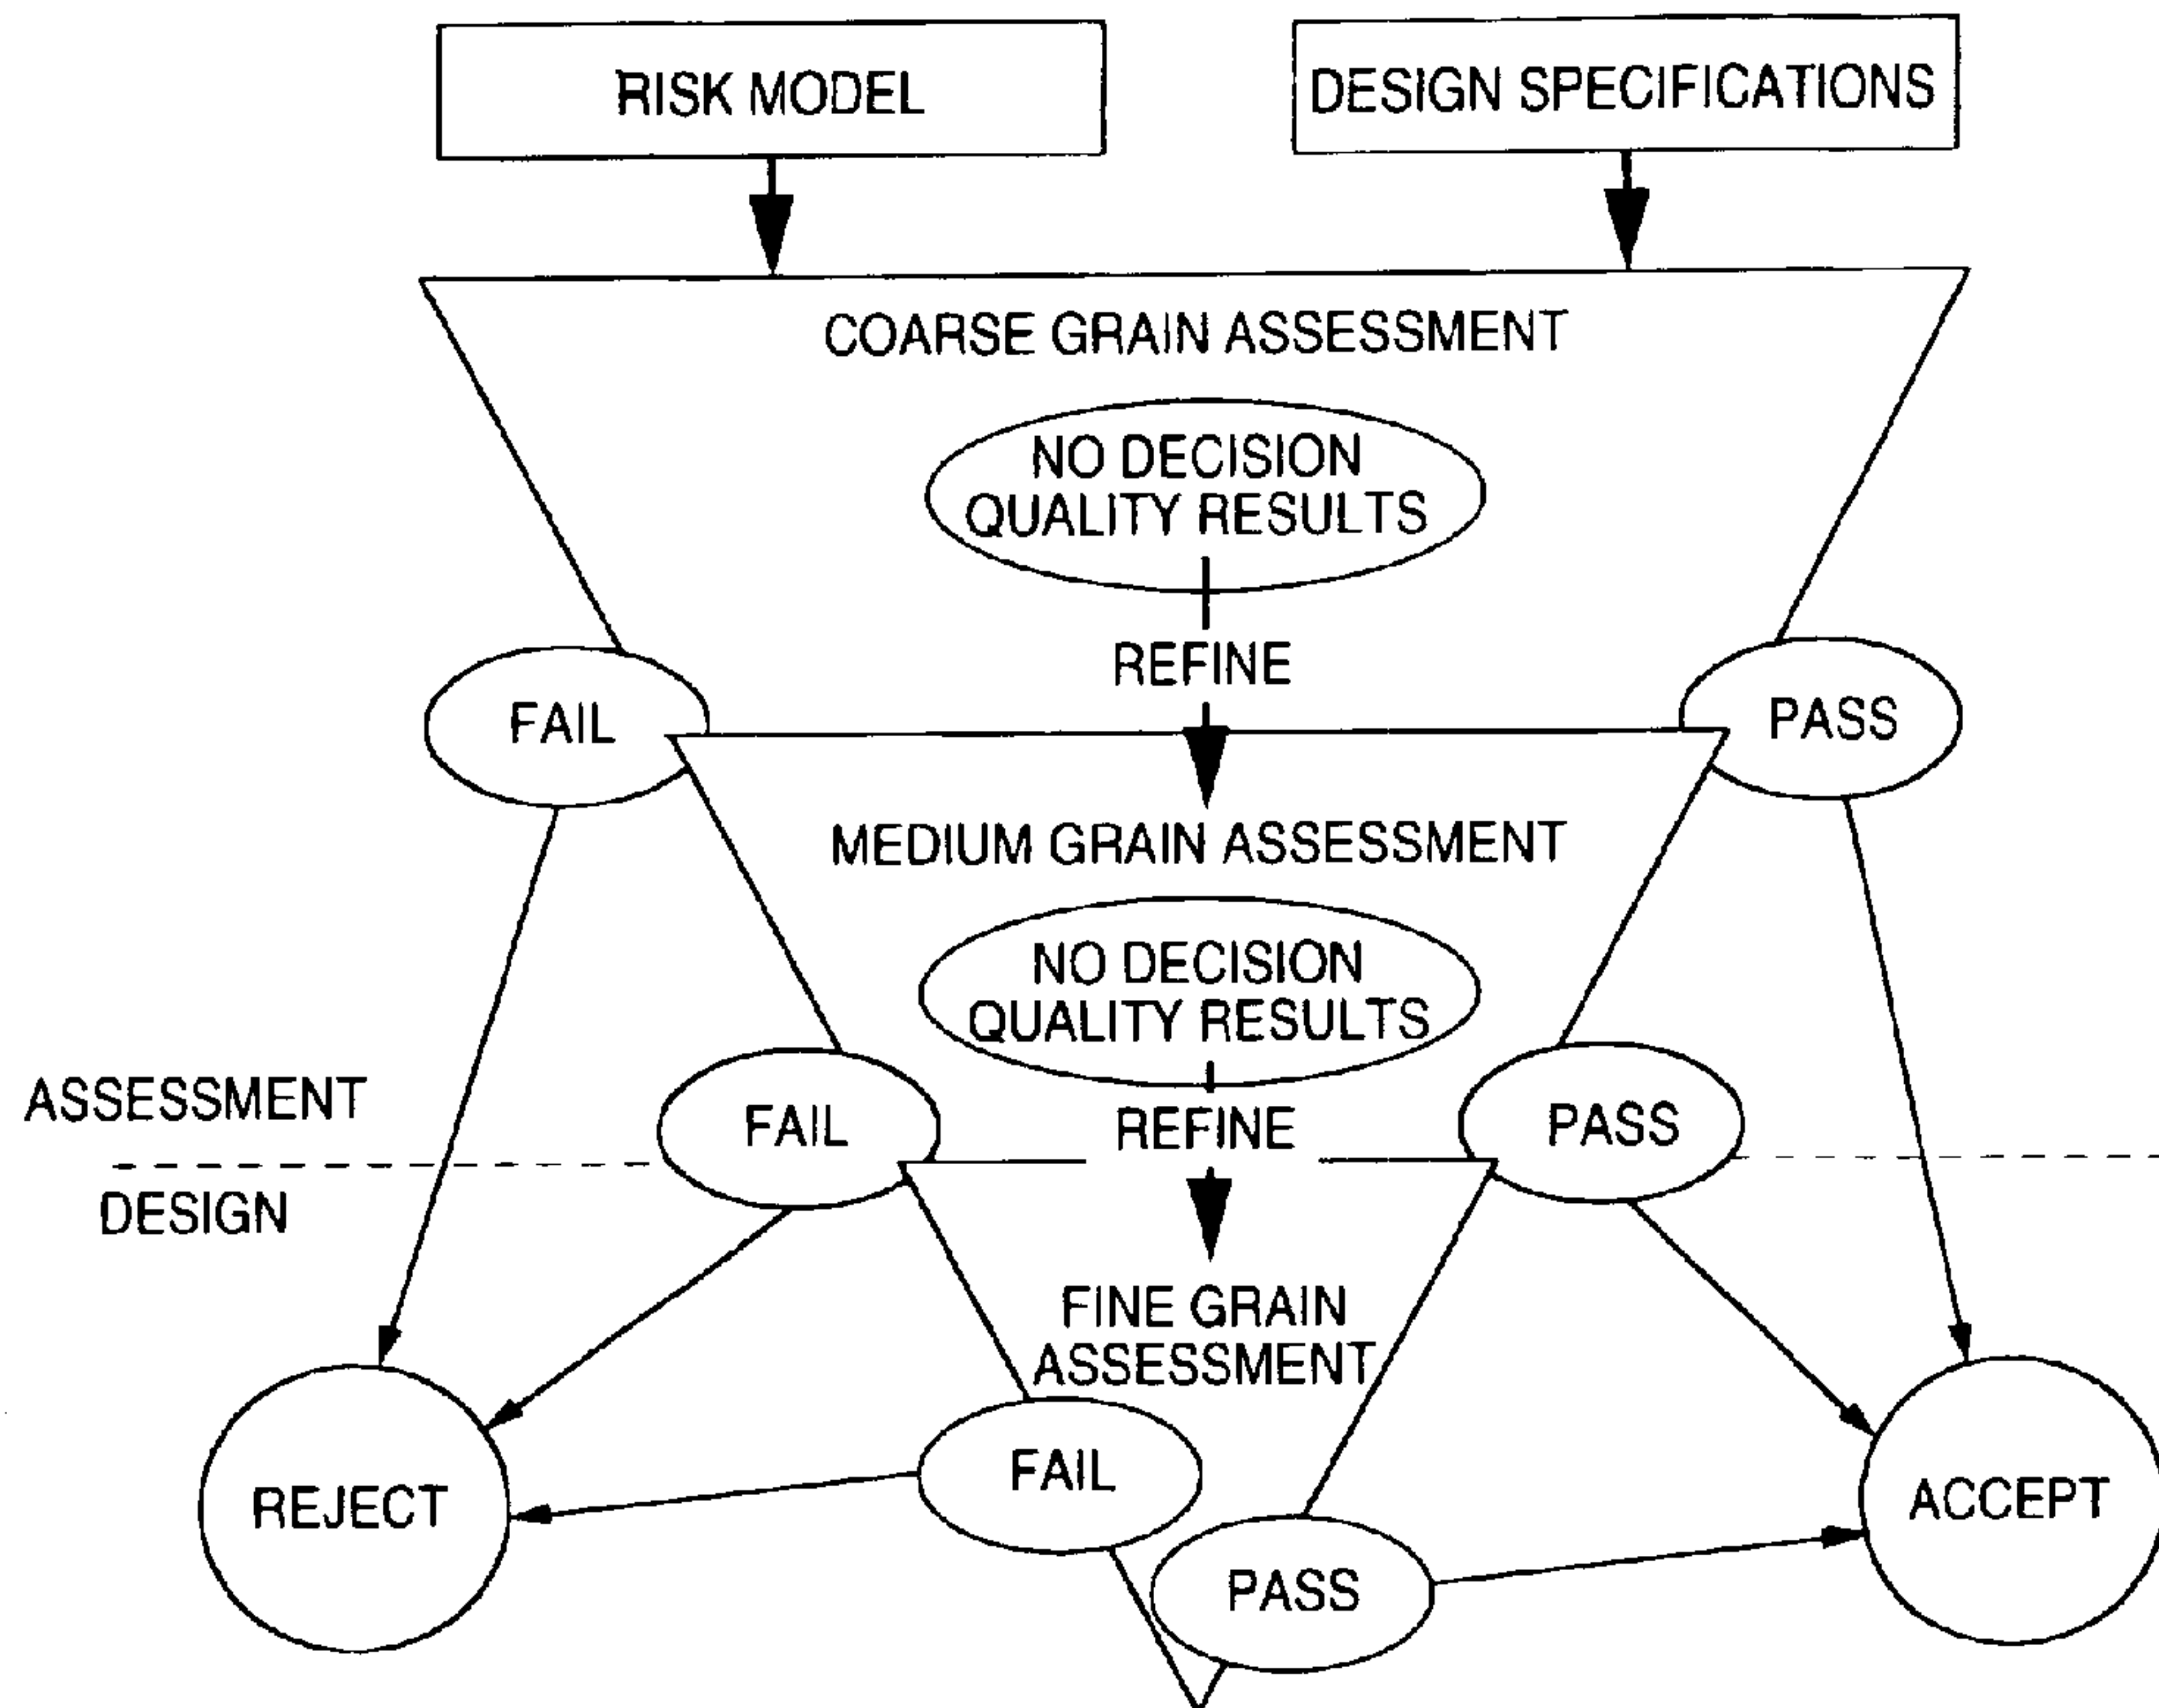 RISK MODEL
DESIGN SPECIFICATIONS
COARSE GRAIN ASSESSMENT
NO DECISION
QUALITY RESULTS
REFINE
FAIL
PASS
MEDIUM GRAIN ASSESSMENT
NO DECISION
QUALITY RESULTS
ASSESSMENT
FAIL
REFINE
PASS
DESIGN
FINE GRAIN
ASSESSMENT
FAIL
REJECT
ACCEPT
PASS